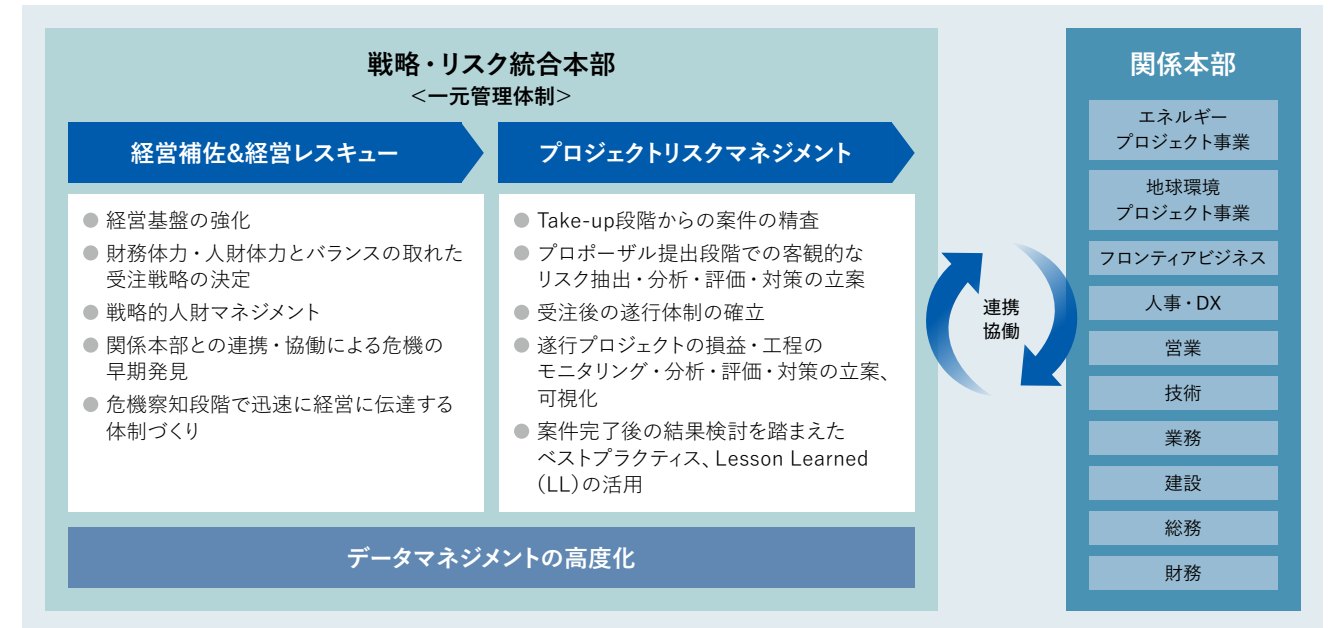 戦略・リスク統合本部
<一元管理体制>
経営補佐&経営レスキュー
● 経営基盤の強化
● 財務体力・人財体力とバランスの取れた
受注戦略の決定
● 戦略的人財マネジメント
● 関係本部との連携・協働による危機の
早期発見
● 危機察知段階で迅速に経営に伝達する
体制づくり
プロジェクトリスクマネジメント
● Take-up段階からの案件の精査
● プロポーザル提出段階での客観的な
リスク抽出・分析・評価・対策の立案
● 受注後の遂行体制の確立
● 遂行プロジェクトの損益・工程の
モニタリング・分析・評価・対策の立案、
可視化
● 案件完了後の結果検討を踏まえた
ベストプラクティス、Lesson Learned
(LL)の活用
データマネジメントの高度化
連携
協働
関係本部
エネルギー
プロジェクト事業
地球環境
プロジェクト事業
フロンティアビジネス
人事・DX
営業
技術
業務
建設
総務
財務